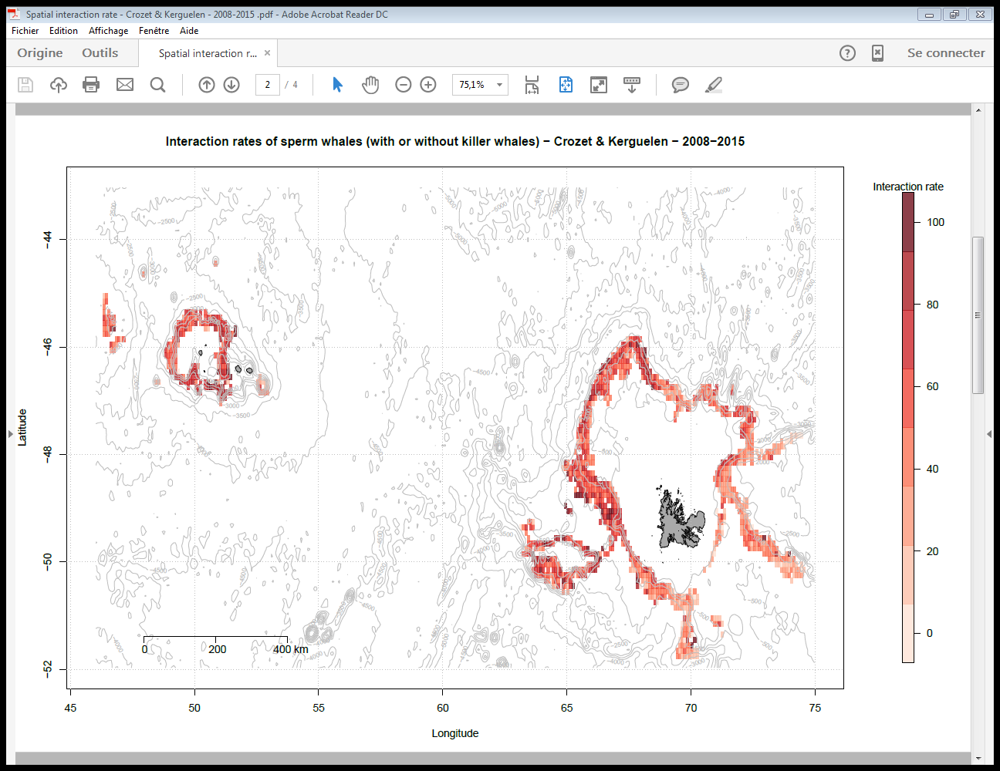 Spatial interaction rate - Crozet & Kerguelen - 2008-2015 .pdf - Adobe Acrobat Reader DC
Fichier Edition Affichage Fenêtre Aide
Origine Outils Spatial interaction r... × ? Se connecter
2 / 4 75,1%
Interaction rates of sperm whales (with or without killer whales) − Crozet & Kerguelen − 2008−2015
Interaction rate
100
80
60
40
20
0
Latitude
−44
−46
−48
−50
−52
0 200 400 km
45 50 55 60 65 70 75
Longitude